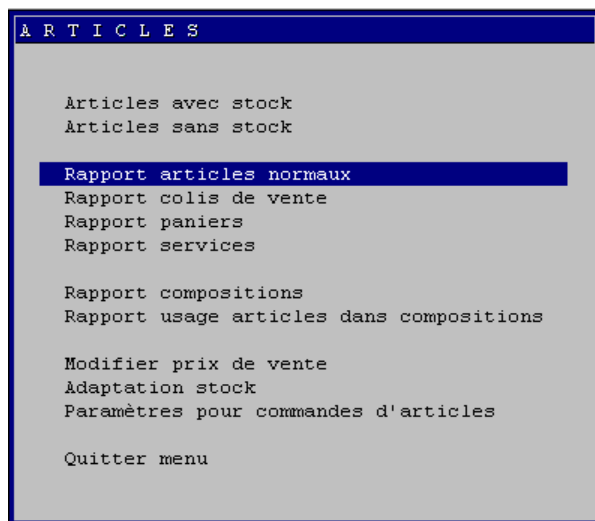 A R T I C L E S
Articles avec stock
Articles sans stock
Rapport articles normaux
Rapport colis de vente
Rapport paniers
Rapport services
Rapport compositions
Rapport usage articles dans compositions
Modifier prix de vente
Adaptation stock
Paramètres pour commandes d'articles
Quitter menu